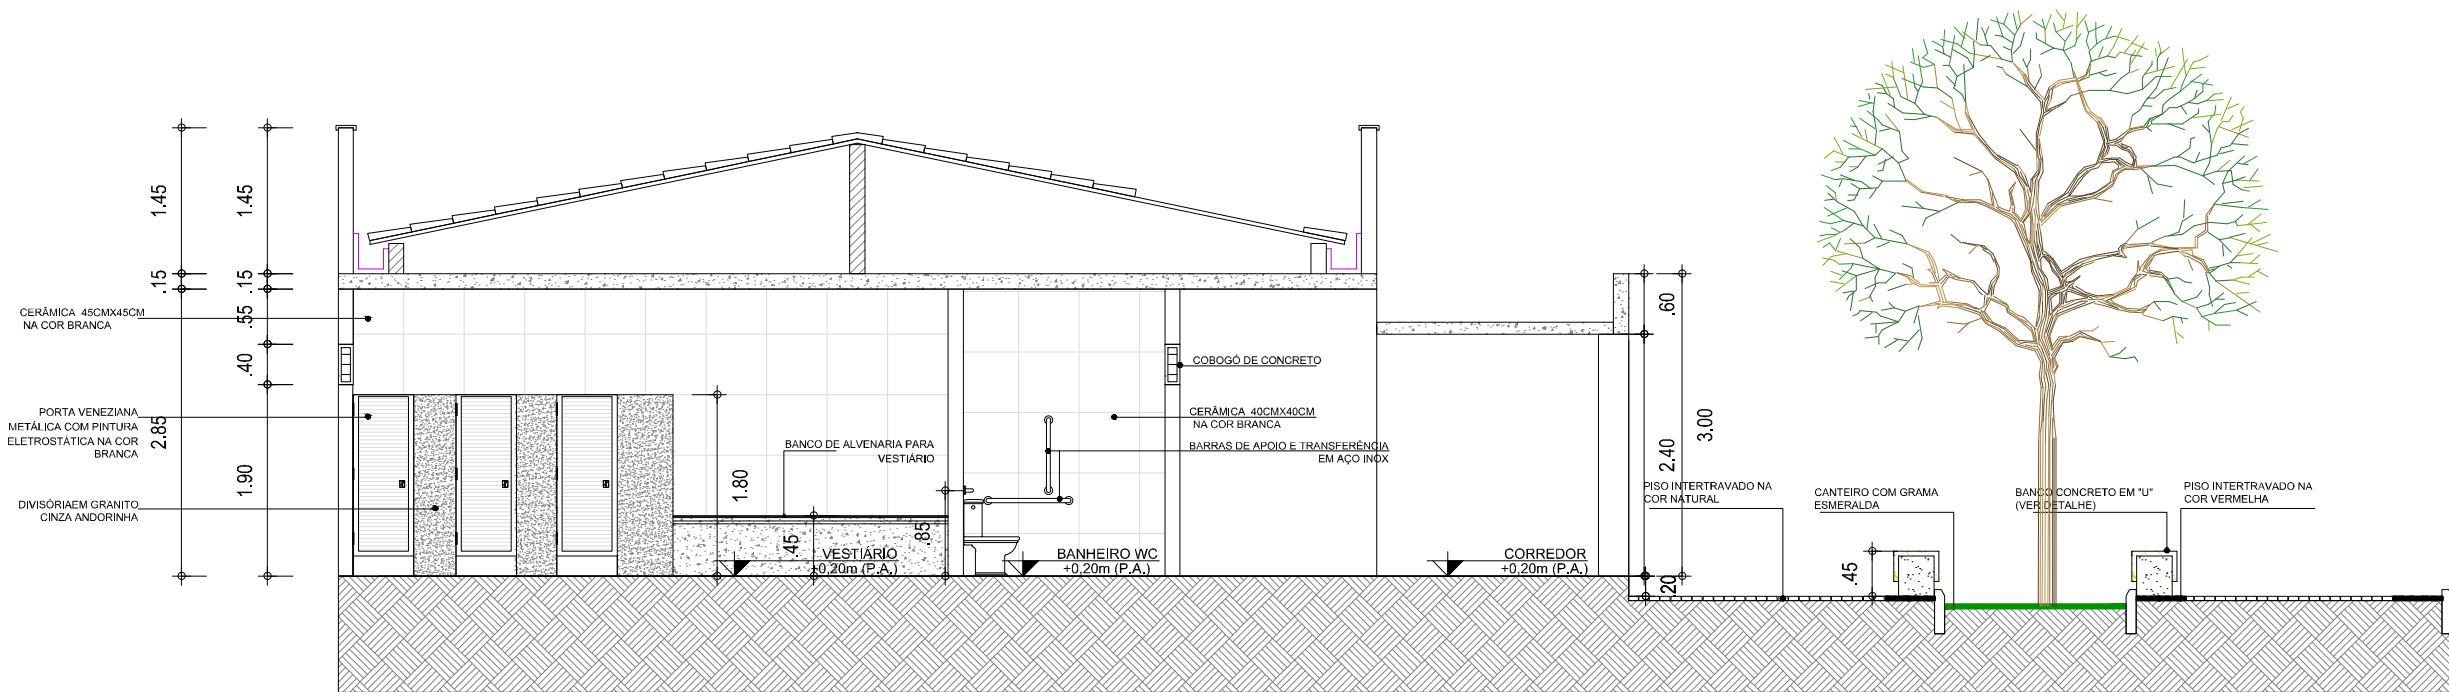 1.45
1.45
.15
.15
.55
.40
2.85
1.90
CERÂMICA 45CMX45CM
NA COR BRANCA
PORTA VENEZIANA
METÁLICA COM PINTURA
ELETROSTÁTICA NA COR
BRANCA
DIVISÓRIAEM GRANITO
CINZA ANDORINHA
1.80
BANCO DE ALVENARIA PARA
VESTIÁRIO
.45
.85
VESTIÁRIO
+0,20m (P.A.)
BANHEIRO WC
+0,20m (P.A.)
COBOGÓ DE CONCRETO
CERÂMICA 40CMX40CM
NA COR BRANCA
BARRAS DE APOIO E TRANSFERÊNCIA
EM AÇO INOX
CORREDOR
+0,20m (P.A.)
.60
2.40
3.00
.20
PISO INTERTRAVADO NA
COR NATURAL
CANTEIRO COM GRAMA
ESMERALDA
.45
BANCO CONCRETO EM "U"
(VER DETALHE)
PISO INTERTRAVADO NA
COR VERMELHA